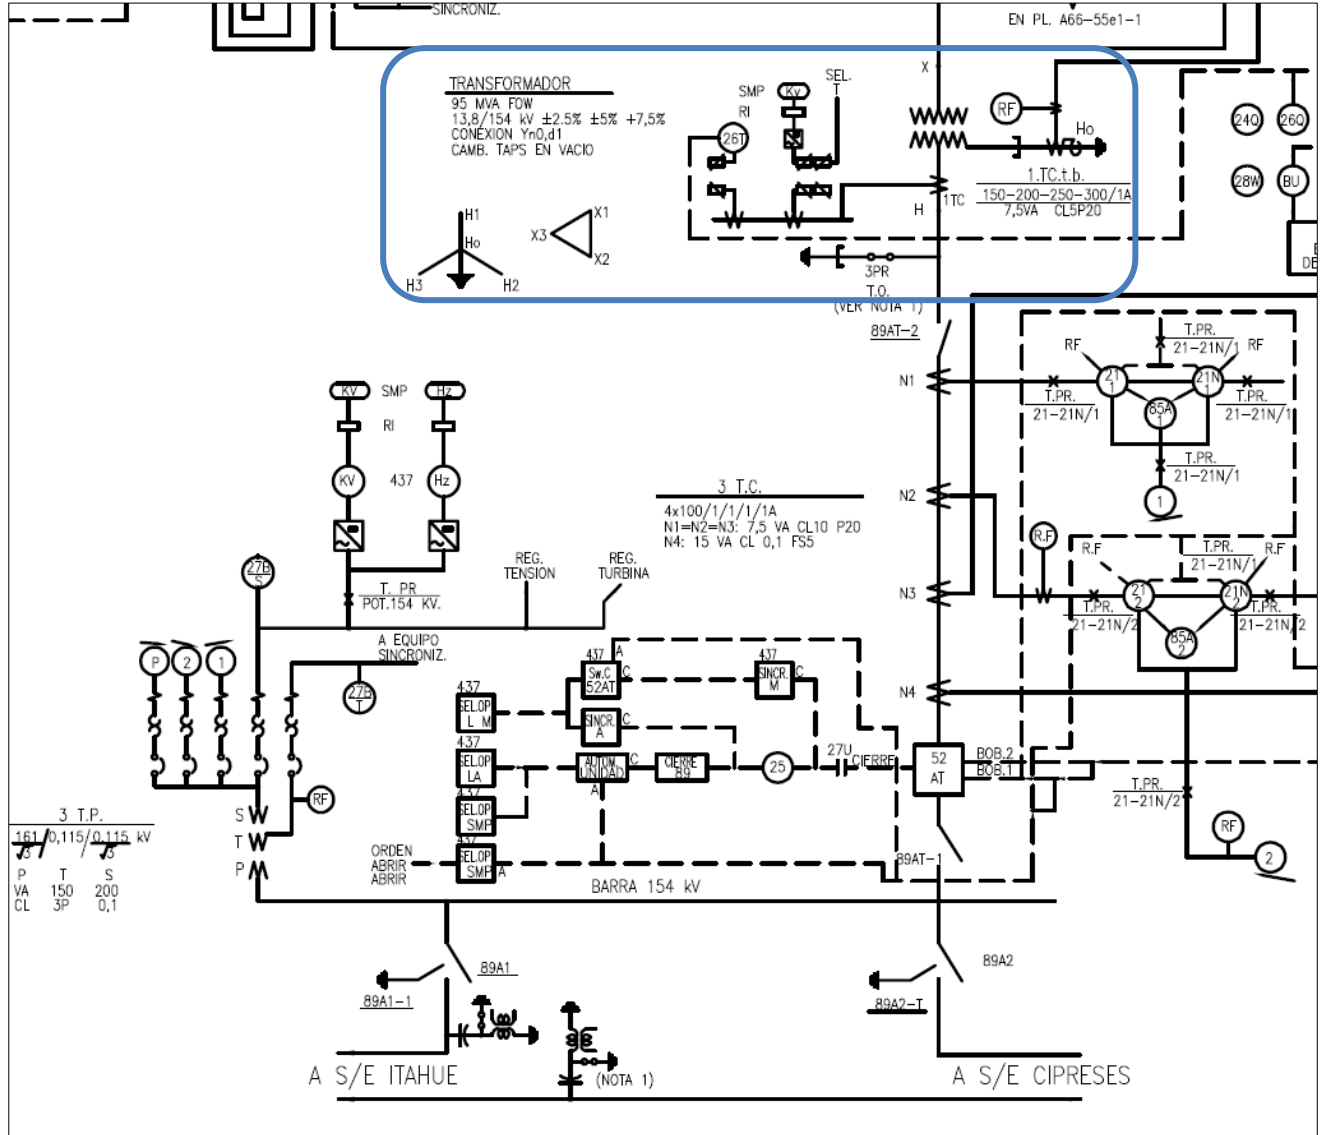 SINCRONIZ.
EN PL. A66-55e1-1
TRANSFORMADOR
95 MVA FOW
13,8/154 kV ±2.5% ±5% +7,5%
CONEXION Yn0,d1
CAMB. TAPS EN VACIO
SMP
Kv
SEL.
T
RI
26T
X
RF
Ho
24Q
26Q
28W
BU
1.TC.t.b.
150-200-250-300/1A
7,5VA CL5P20
1TC
H
H1
Ho
H3
H2
X1
X3
X2
3PR
T.O.
(VER NOTA 1)
DE
89AT-2
KV
SMP
Hz
RI
KV
437
Hz
N1
T.PR.
21-21N/1
RF
21
1
T.PR.
21-21N/1
RF
21N
1
T.PR.
21-21N/1
85A
1
T.PR.
21-21N/1
1
3 T.C.
4x100/1/1/1/1A
N1=N2=N3: 7,5 VA CL10 P20
N4: 15 VA CL 0,1 FS5
N2
R.F
R.F
T.PR.
21-21N/1
R.F
27B
S
T. PR
POT.154 KV.
REG.
TENSION
REG.
TURBINA
N3
T.PR.
21-21N/2
21
2
21N
2
T.PR.
21-21N/2
85A
2
A EQUIPO
SINCRONIZ.
P
2
1
27B
T
437
SEL.OP
L M
437
Sw.C
52AT
A
C
437
SINCR.
M
C
SINCR.
A
C
N4
437
SEL.OP
LA
AUTOM.
UNIDAD
C
A
CIERRE
89
25
27U
CIERRE
52
AT
BOB.2
BOB.1
437
SEL.OP
SMP
T.PR.
21-21N/2
RF
S
T
P
3 T.P.
161/0,115/0.115 kV
√3
√3
P T S
VA 150 200
CL 3P 0,1
ORDEN
ABRIR
ABRIR
437
SEL.OP
SMP
A
89AT-1
RF
2
BARRA 154 kV
89A1
89A1-1
89A2
89A2-T
A S/E ITAHUE
(NOTA 1)
A S/E CIPRESES